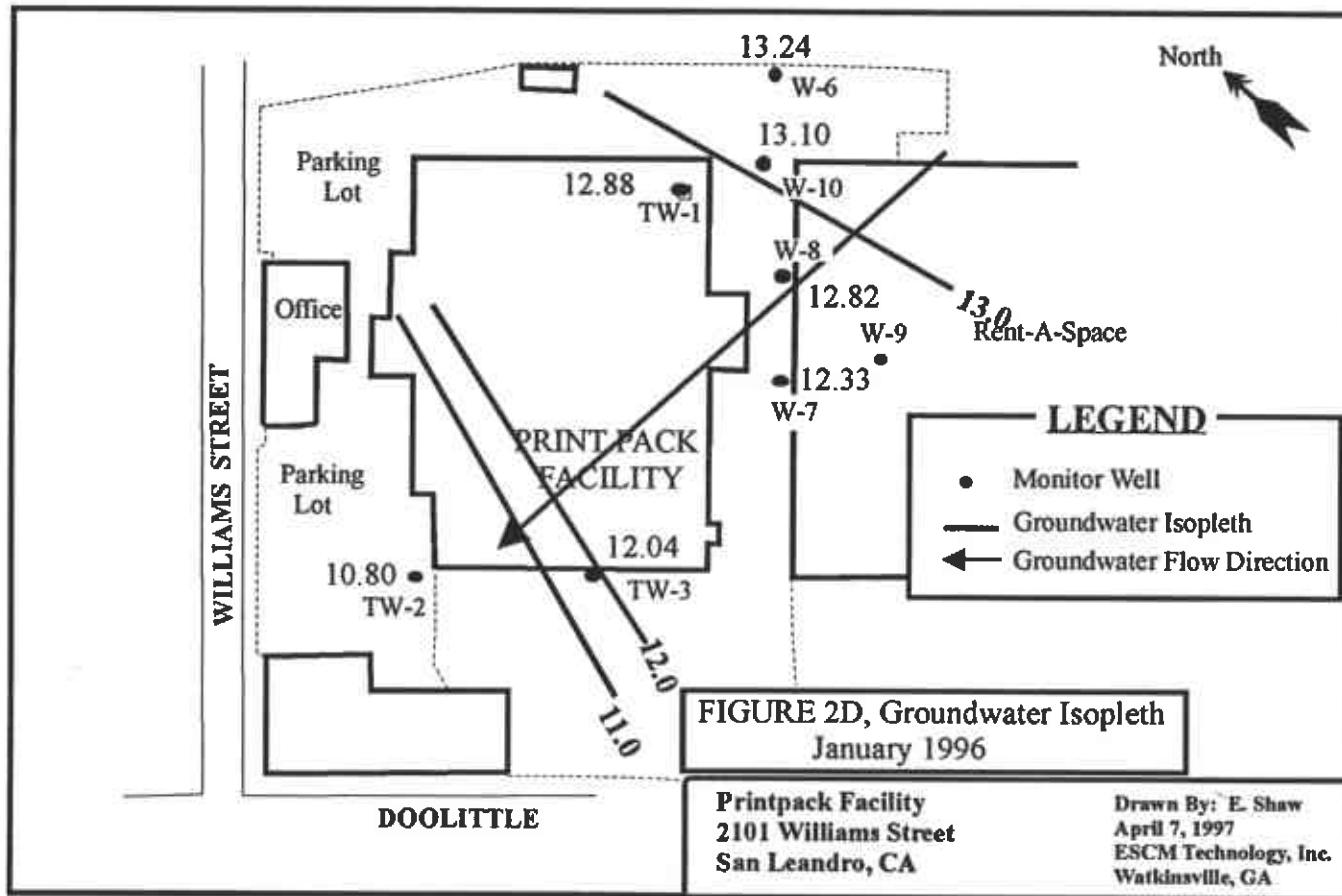 13.24
W-6
North
13.10
W-10
Parking
Lot
12.88
TW-1
W-8
12.82
13.0
Office
W-9
Rent-A-Space
12.33
W-7
WILLIAMS STREET
PRINT PACK
FACILITY
Parking
Lot
LEGEND
Monitor Well
Groundwater Isopleth
Groundwater Flow Direction
12.04
TW-3
10.80
TW-2
12.0
11.0
FIGURE 2D, Groundwater Isopleth
January 1996
DOOLITTLE
Printpack Facility
2101 Williams Street
San Leandro, CA
Drawn By: E. Shaw
April 7, 1997
ESCM Technology, Inc.
Watkinsville, GA